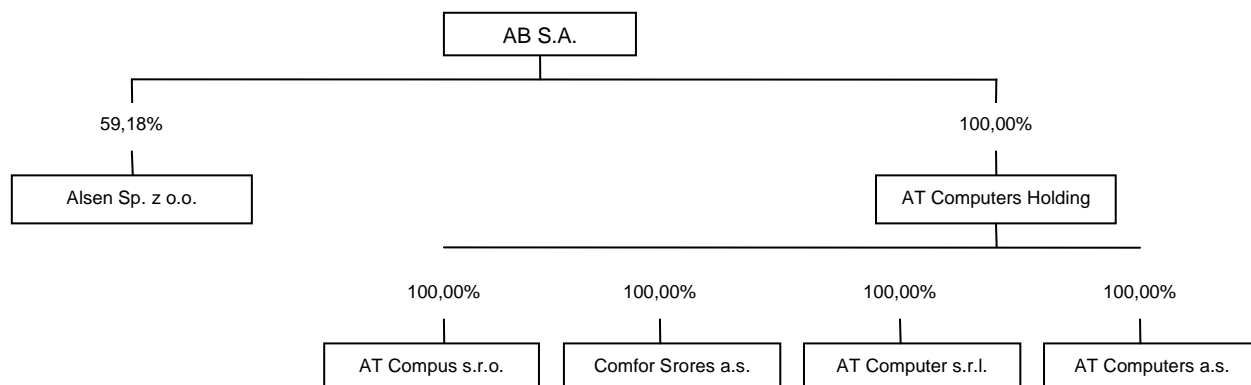 AB S.A.
59,18%
100,00%
Alsen Sp. z o.o.
AT Computers Holding
100,00%
100,00%
100,00%
100,00%
AT Compus s.r.o.
Comfor Srores a.s.
AT Computer s.r.l.
AT Computers a.s.